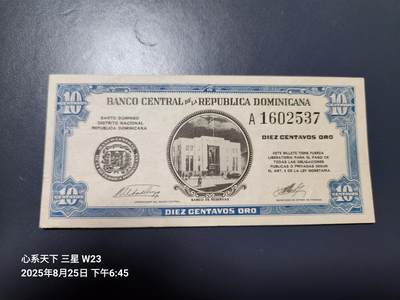 10
10
BANCO CENTRAL DE LA REPUBLICA DOMINICANA
SANTO DOMINGO
DISTRITO NACIONAL
REPUBLICA DOMINICANA
A 1602537
DIEZ CENTAVOS ORO
ESTE BILLETE TIENE FUERZA
LIBERATORIA PARA EL PAGO DE
TODAS LAS OBLIGACIONES
PUBLICAS O PRIVADAS SEGUN
EL ART. 3 DE LA LEY MONETARIA
BANCO DE RESERVAS
10
10
DIEZ CENTAVOS ORO
心系天下 三星 W23
2025年8月25日 下午6:45